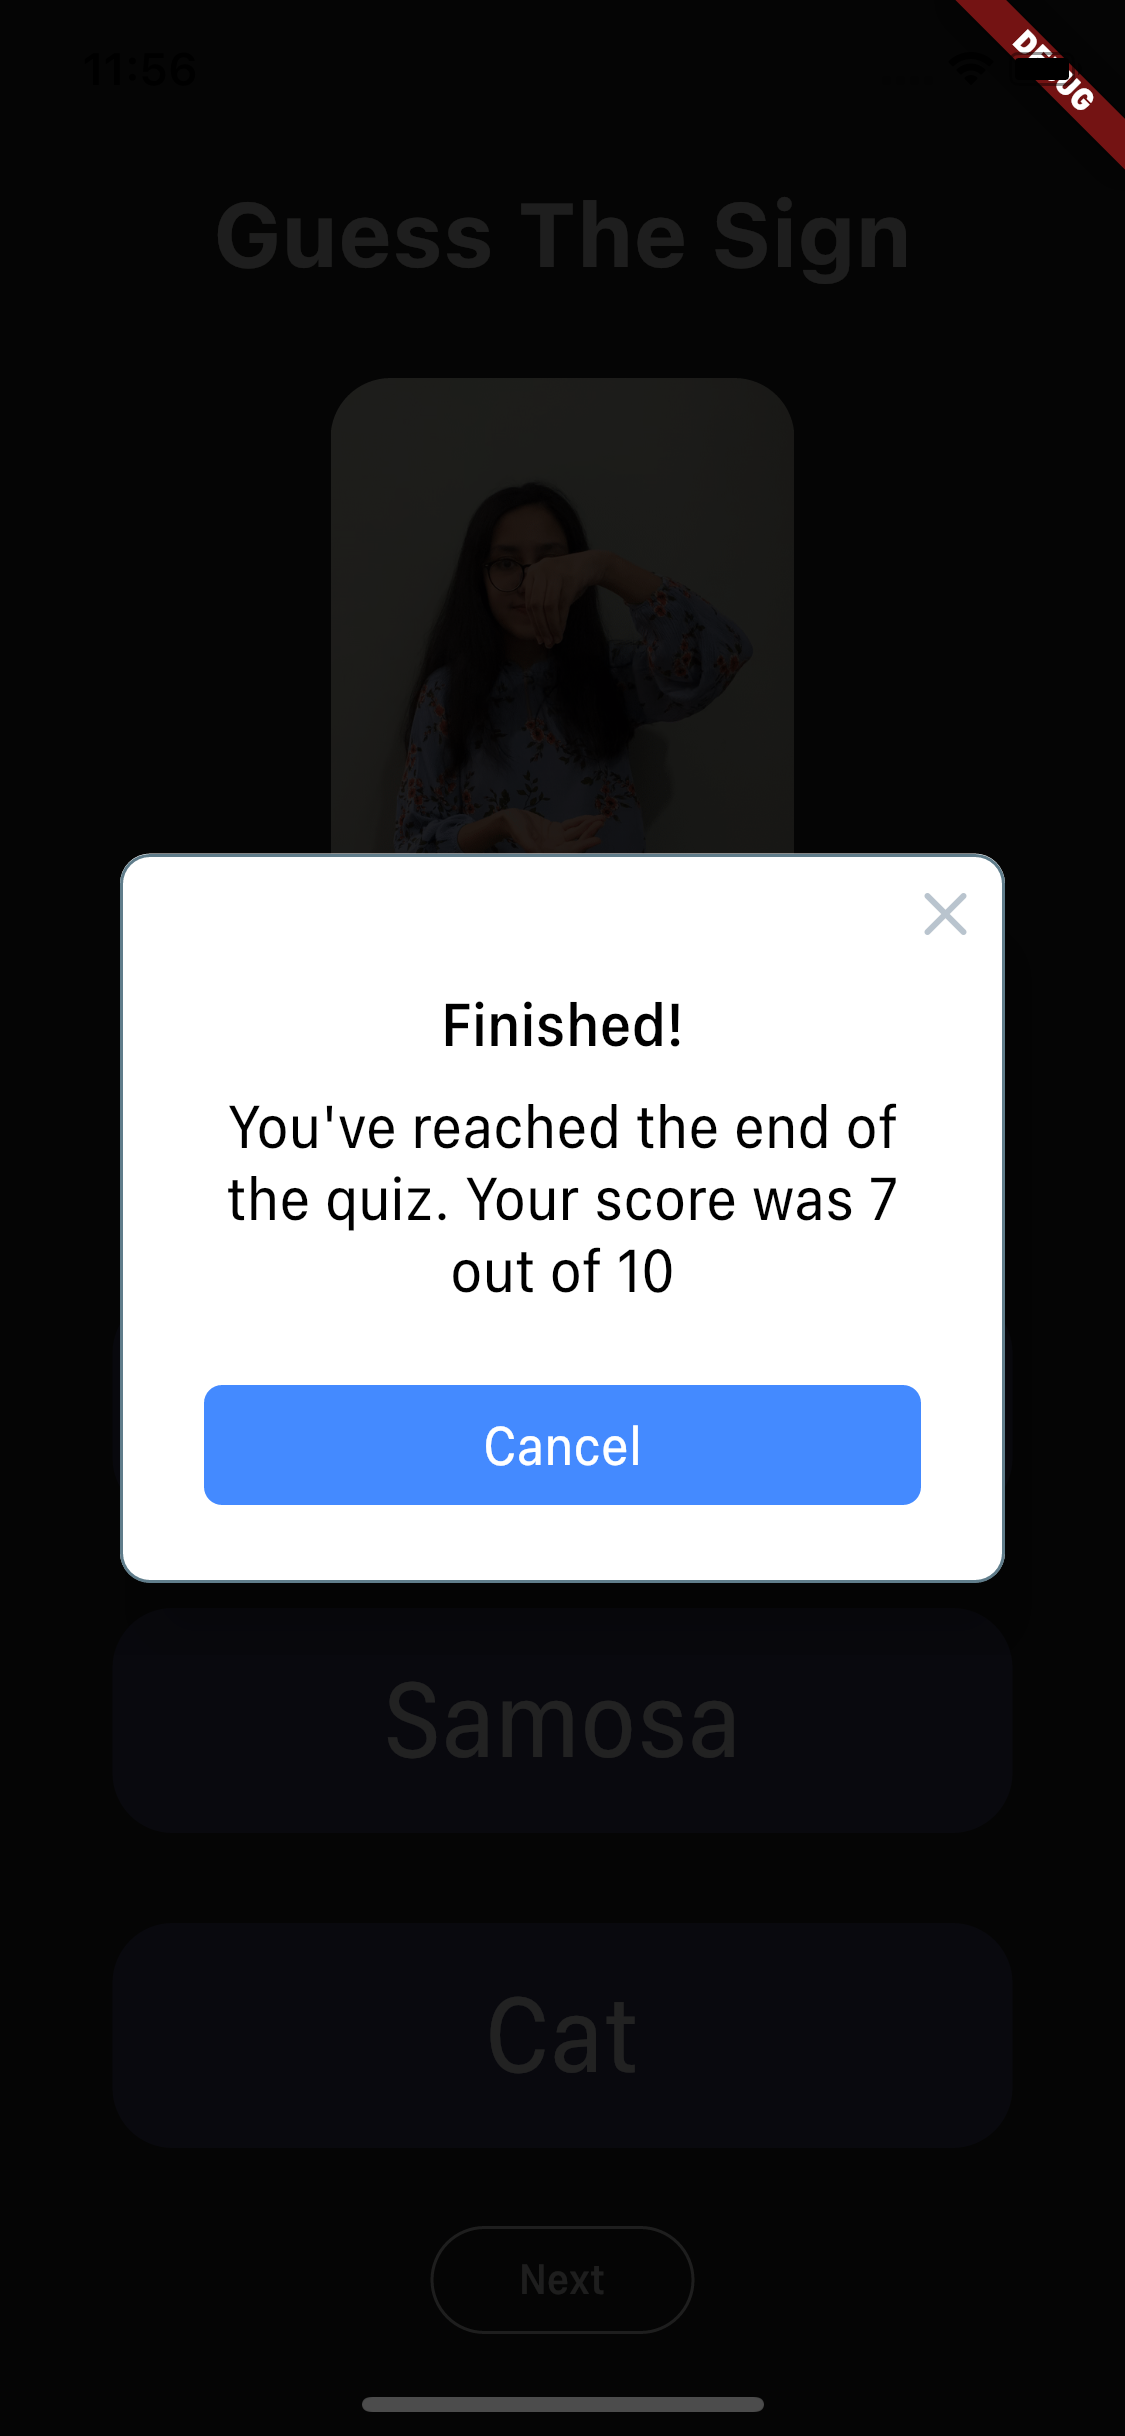 11:56
DEBUG
Guess The Sign
Finished!
You've reached the end of
the quiz. Your score was 7
out of 10
Cancel
Samosa
Cat
Next